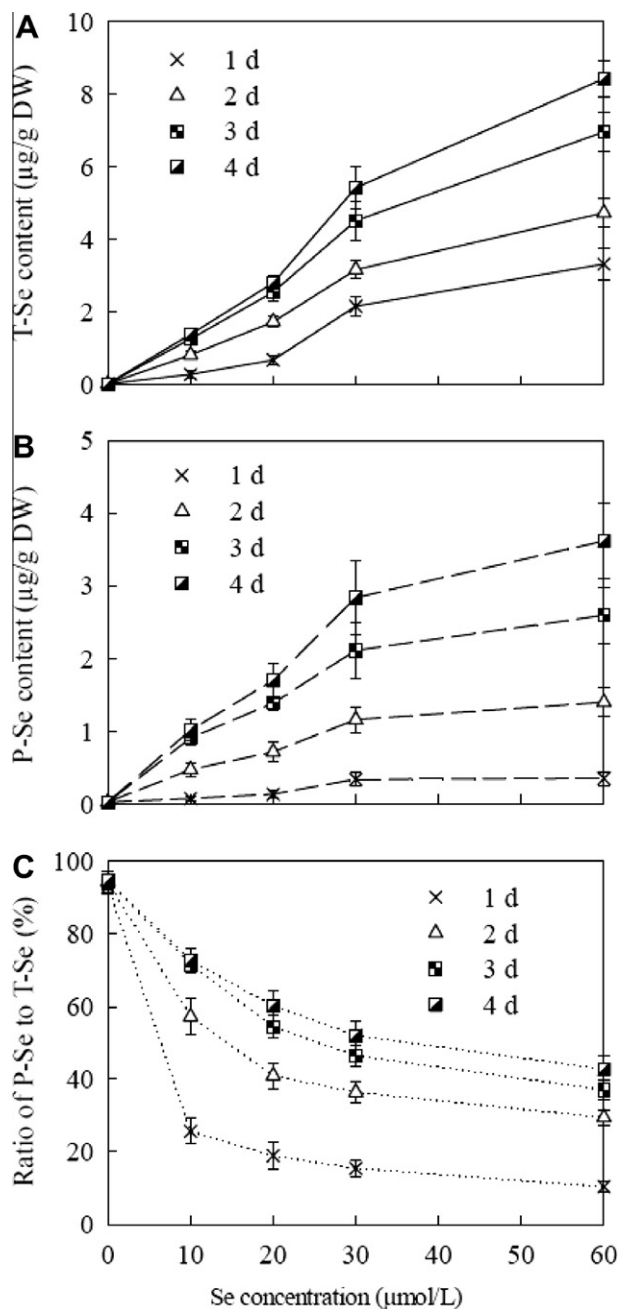 A
T-Se content (µg/g DW)
10
8
6
4
2
0
1 d
2 d
3 d
4 d
B
P-Se content (µg/g DW)
5
4
3
2
1
0
1 d
2 d
3 d
4 d
C
Ratio of P-Se to T-Se (%)
100
80
60
40
20
0
1 d
2 d
3 d
4 d
0 10 20 30 40 50 60
Se concentration (µmol/L)